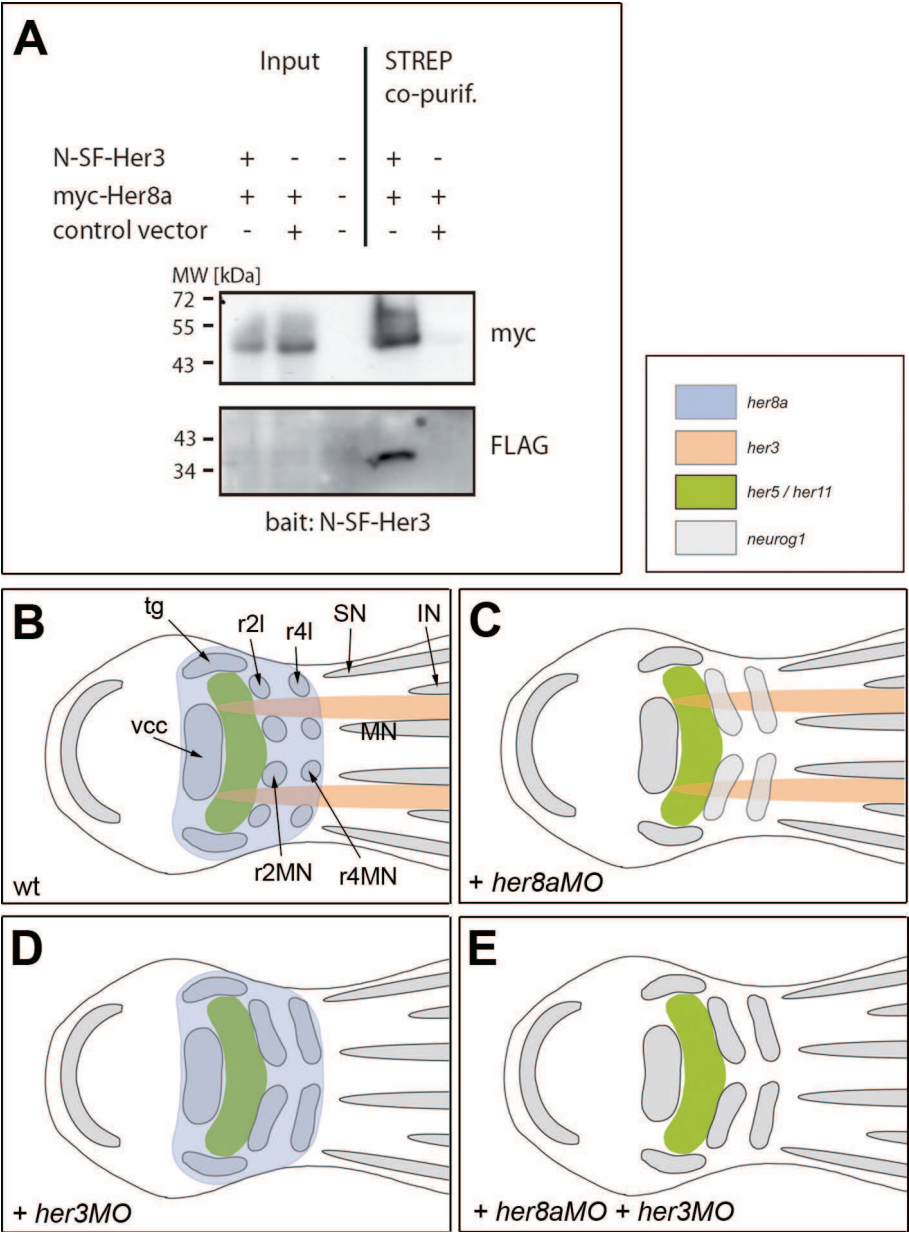 A
Input
STREP
co-purif.
N-SF-Her3 + - - + -
myc-Her8a + + - + +
control vector - + - - +
MW [kDa]
72
55
43
myc
43
34
FLAG
bait: N-SF-Her3
her8a
her3
her5 / her11
neurog1
B
tg
r2l
r4l
SN
IN
vcc
MN
r2MN
r4MN
wt
C
+ her8aMO
D
+ her3MO
E
+ her8aMO + her3MO